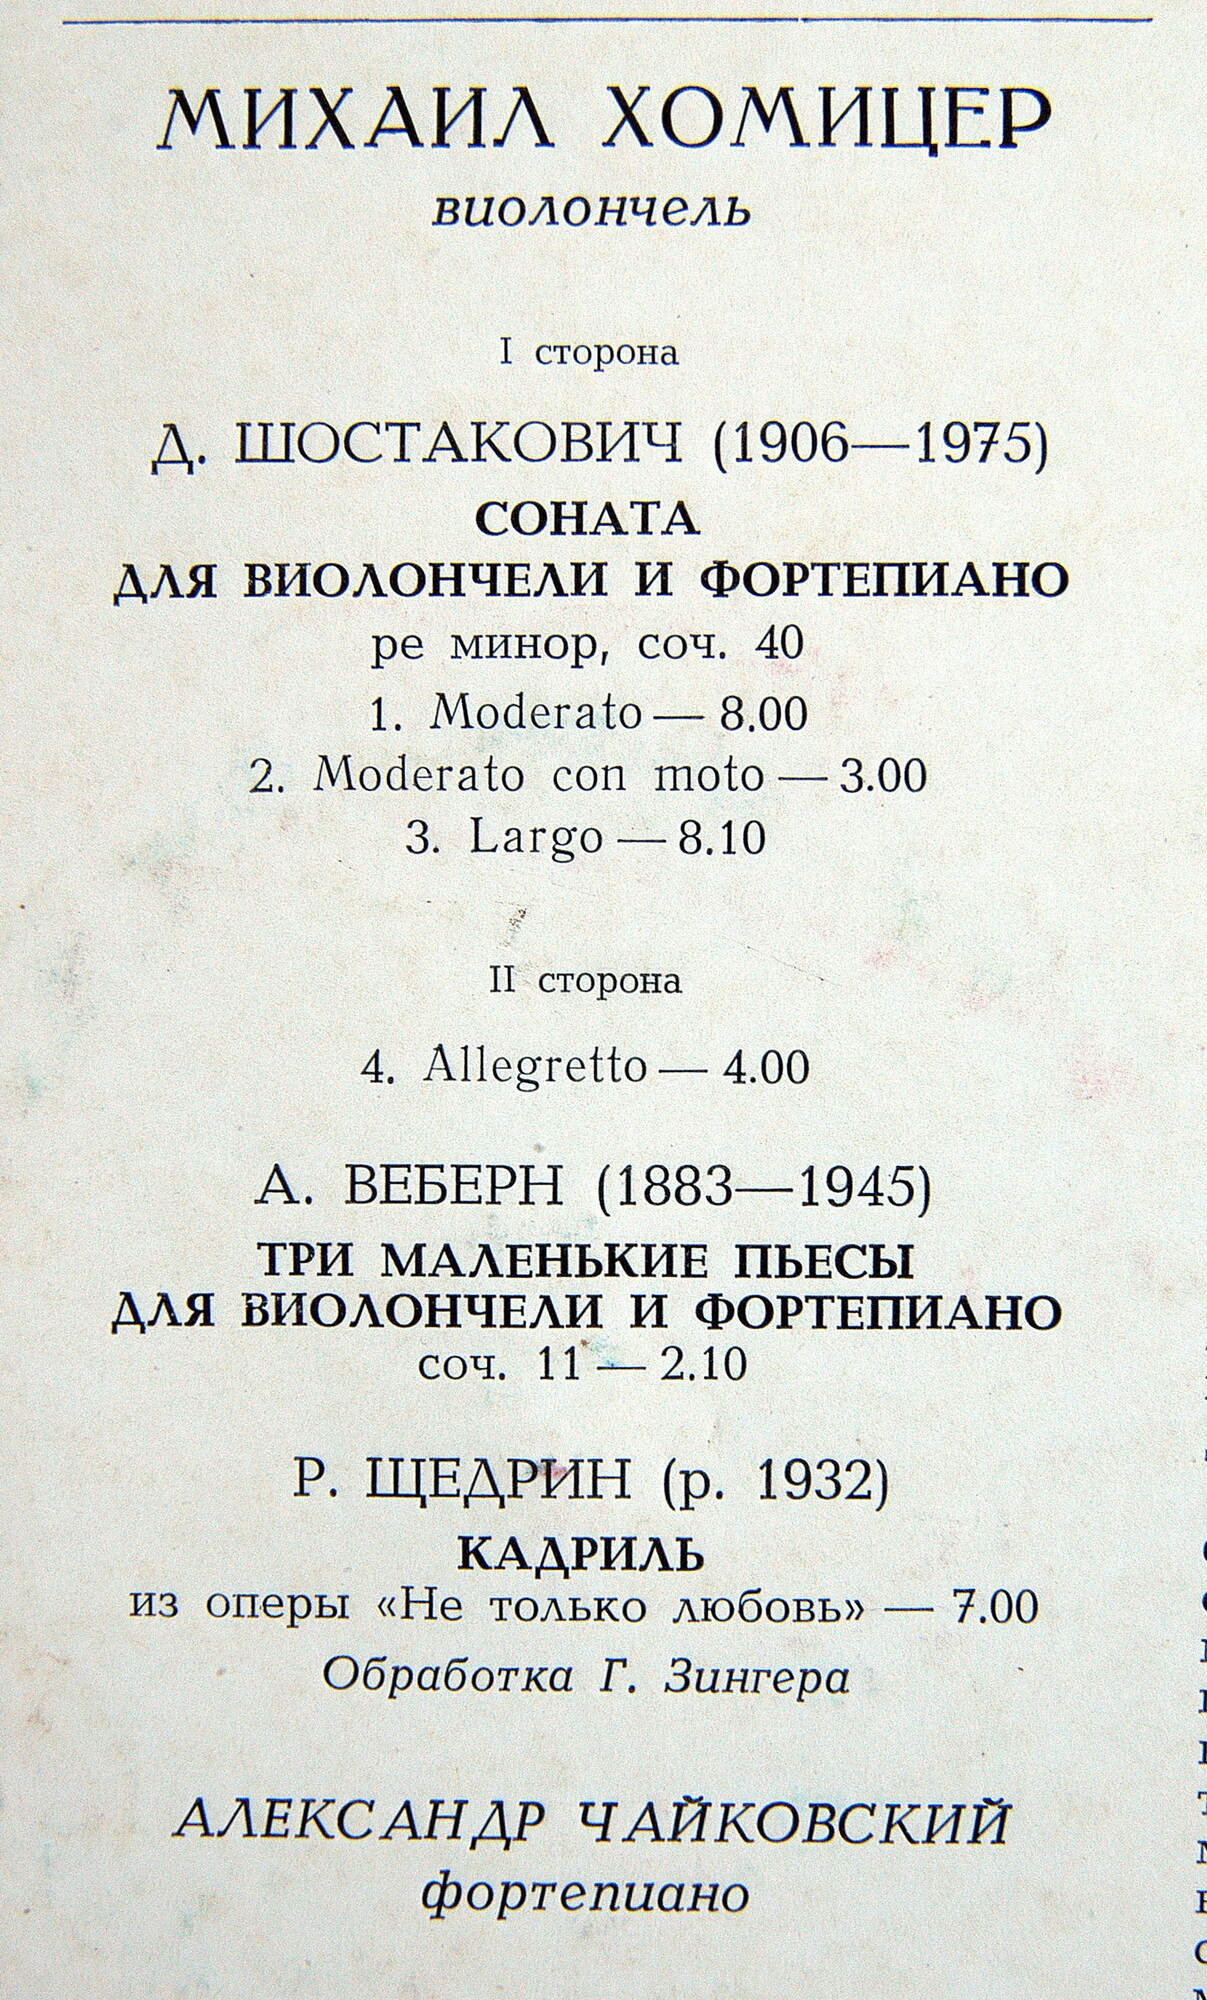 МИХАИЛ ХОМИЦЕР
виолончель
I сторона
Д. ШОСТАКОВИЧ (1906—1975)
СОНАТА
ДЛЯ ВИОЛОНЧЕЛИ И ФОРТЕПИАНО
ре минор, соч. 40
1. Moderato — 8.00
2. Moderato con moto — 3.00
3. Largo — 8.10
II сторона
4. Allegretto — 4.00
А. ВЕБЕРН (1883—1945)
ТРИ МАЛЕНЬКИЕ ПЬЕСЫ
ДЛЯ ВИОЛОНЧЕЛИ И ФОРТЕПИАНО
соч. 11 — 2.10
Р. ЩЕДРИН (р. 1932)
КАДРИЛЬ
из оперы «Не только любовь» — 7.00
Обработка Г. Зингера
АЛЕКСАНДР ЧАЙКОВСКИЙ
фортепиано